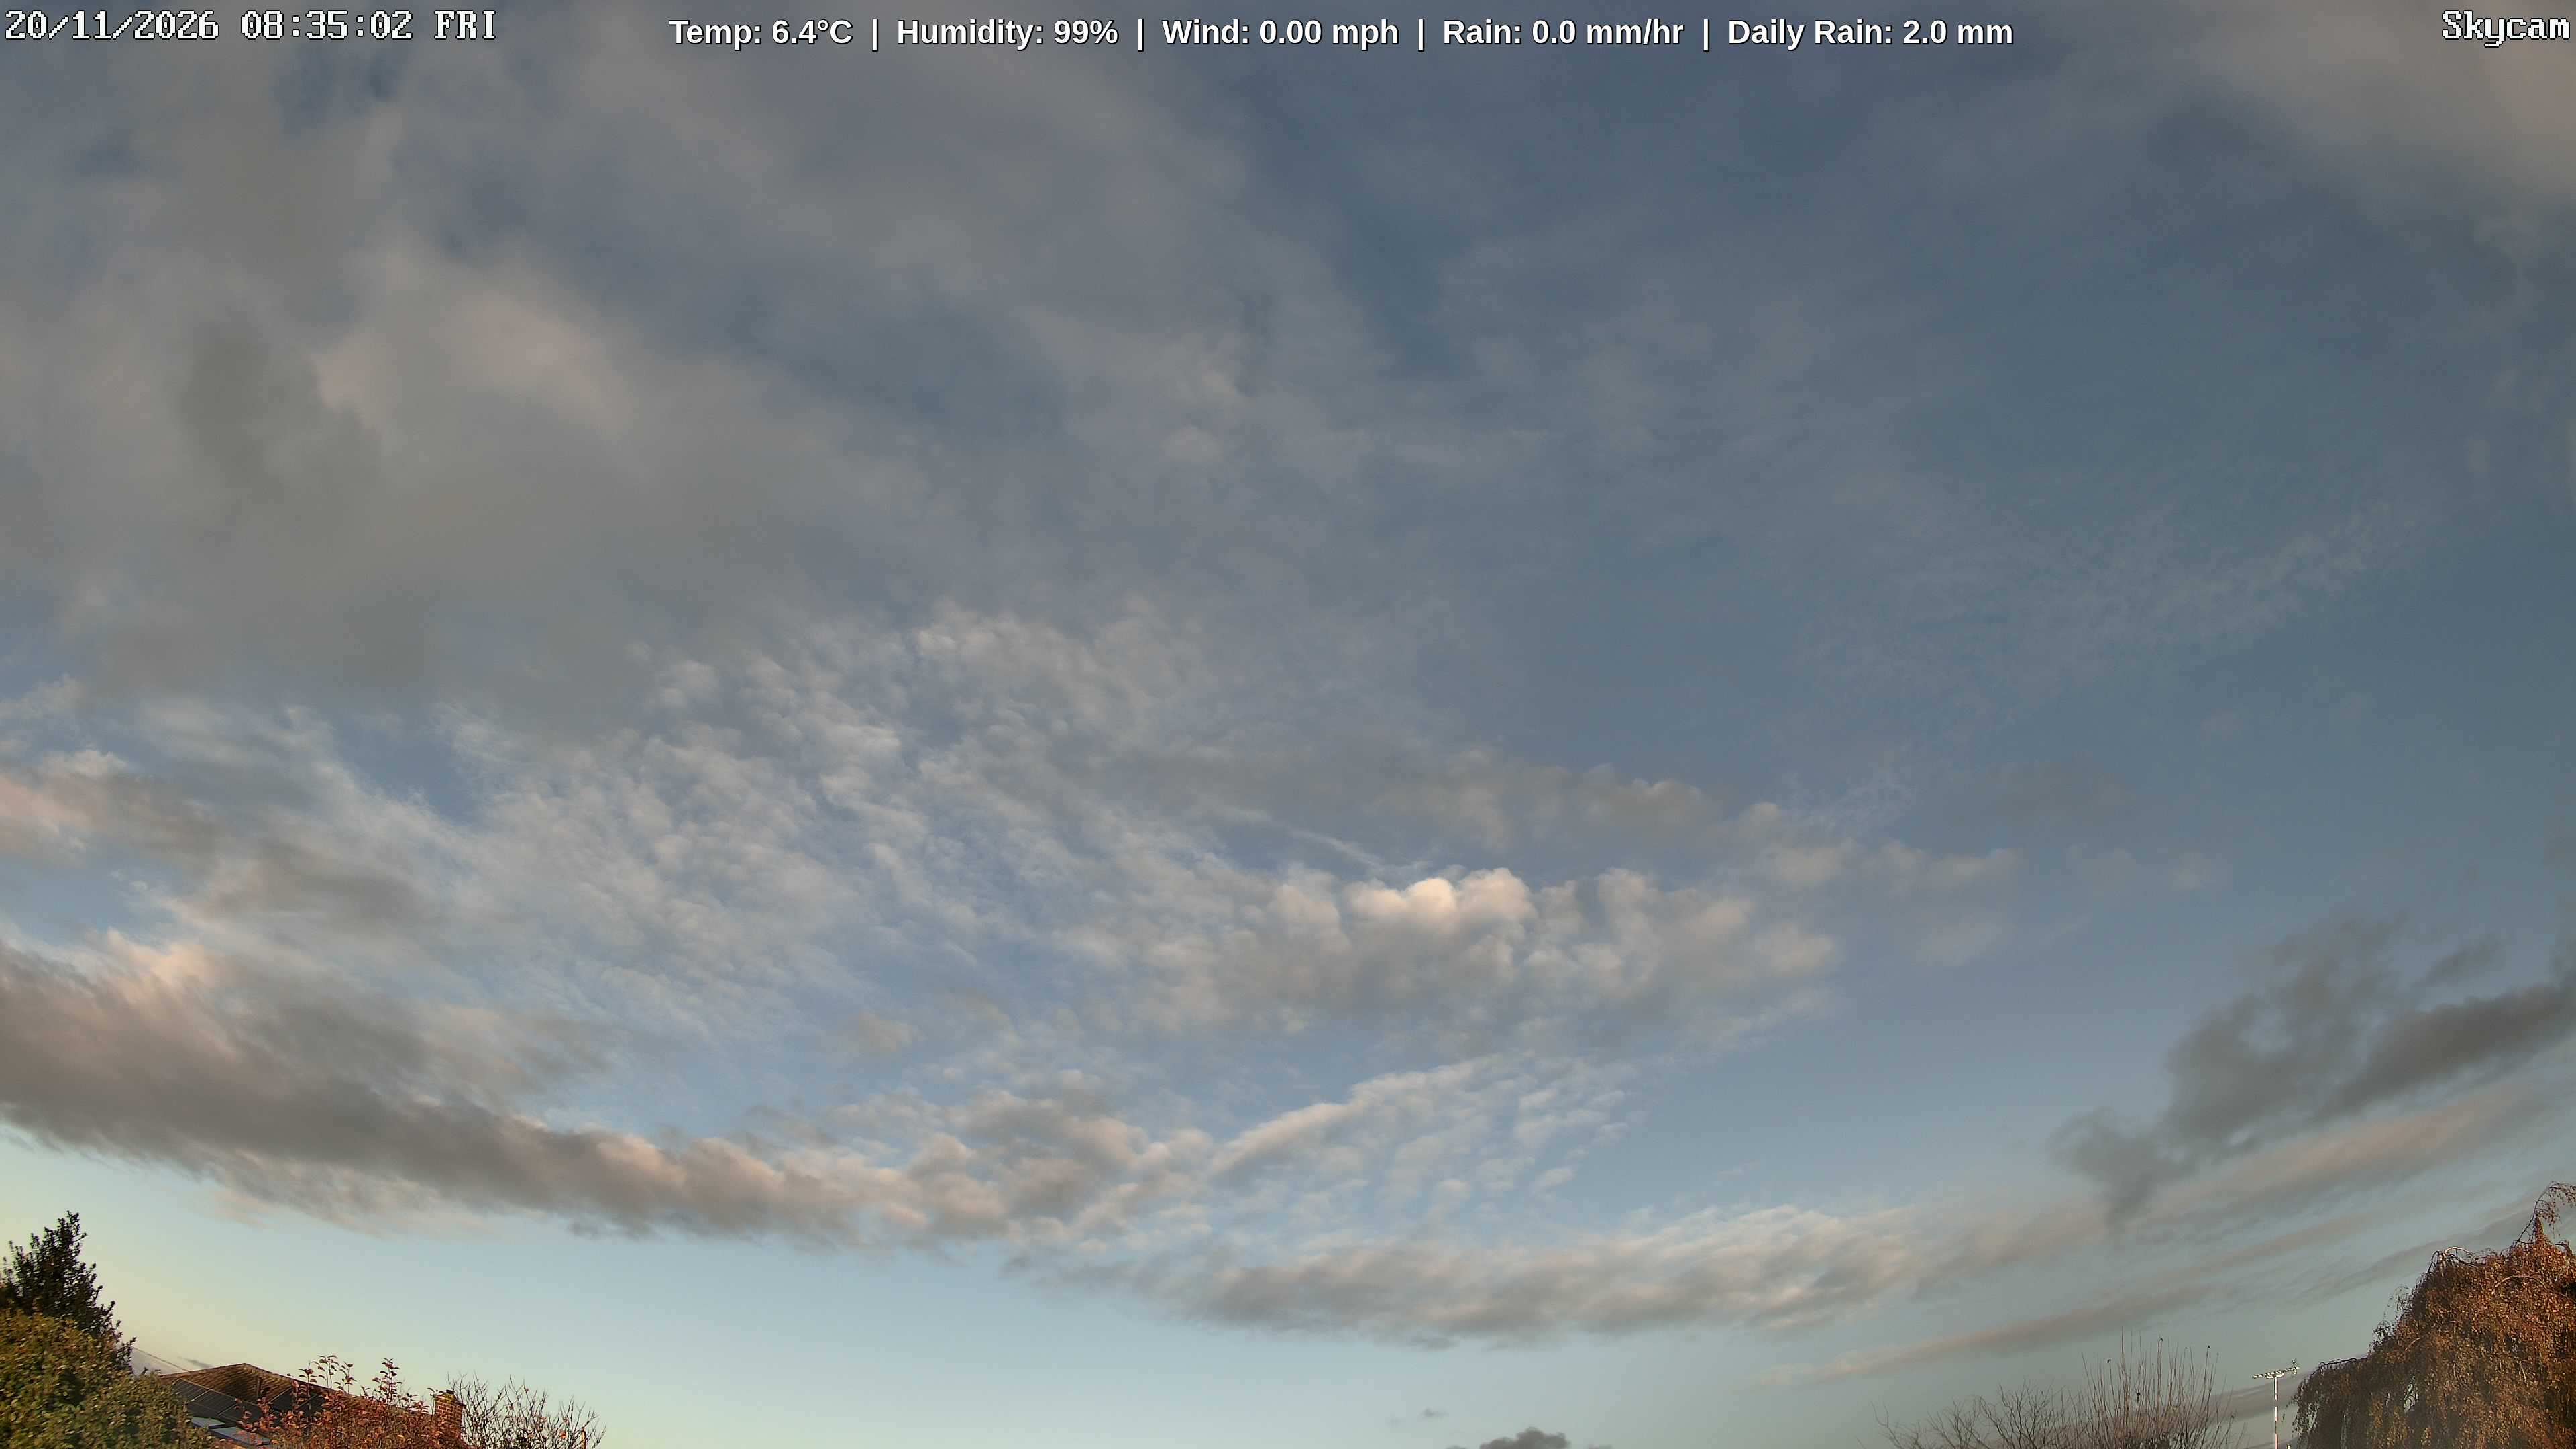 20/11/2026 08:35:02 FRI
Temp: 6.4°C | Humidity: 99% | Wind: 0.00 mph | Rain: 0.0 mm/hr | Daily Rain: 2.0 mm
Skycam